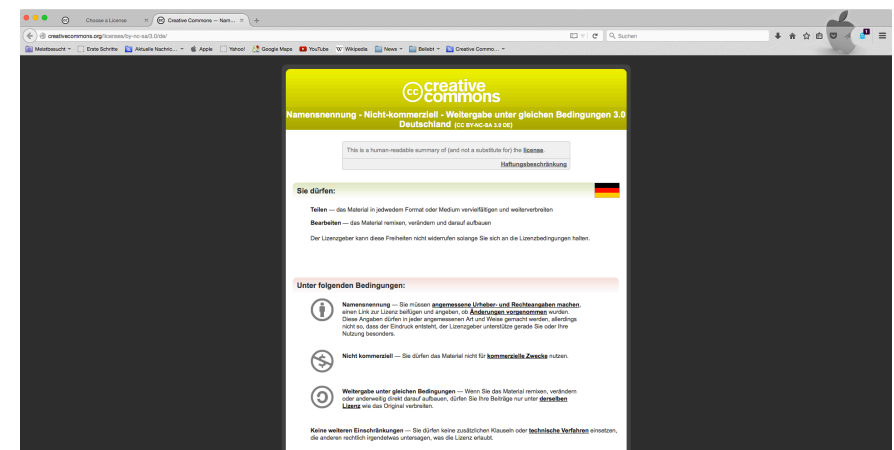 Choose a License
Creative Commons — Nam...
creativecommons.org/licenses/by-nc-sa/3.0/de/
Suchen
Meistbesucht
Erste Schritte
Aktuelle Nachric...
Apple
Yahoo!
Google Maps
YouTube
Wikipedia
News
Beliebt
Creative Commo...
cc creative
commons
Namensnennung - Nicht-kommerziell - Weitergabe unter gleichen Bedingungen 3.0
Deutschland (CC BY-NC-SA 3.0 DE)
This is a human-readable summary of (and not a substitute for) the license.
Haftungsbeschränkung
Sie dürfen:
Teilen — das Material in jedwedem Format oder Medium vervielfältigen und weiterverbreiten
Bearbeiten — das Material remixen, verändern und darauf aufbauen
Der Lizenzgeber kann diese Freiheiten nicht widerrufen solange Sie sich an die Lizenzbedingungen halten.
Unter folgenden Bedingungen:
Namensnennung — Sie müssen angemessene Urheber- und Rechteangaben machen,
einen Link zur Lizenz beifügen und angeben, ob Änderungen vorgenommen wurden.
Diese Angaben dürfen in jeder angemessenen Art und Weise gemacht werden, allerdings
nicht so, dass der Eindruck entsteht, der Lizenzgeber unterstütze gerade Sie oder Ihre
Nutzung besonders.
Nicht kommerziell — Sie dürfen das Material nicht für kommerzielle Zwecke nutzen.
Weitergabe unter gleichen Bedingungen — Wenn Sie das Material remixen, verändern
oder anderweitig direkt darauf aufbauen, dürfen Sie Ihre Beiträge nur unter derselben
Lizenz wie das Original verbreiten.
Keine weiteren Einschränkungen — Sie dürfen keine zusätzlichen Klauseln oder technische Verfahren einsetzen,
die anderen rechtlich irgendetwas untersagen, was die Lizenz erlaubt.